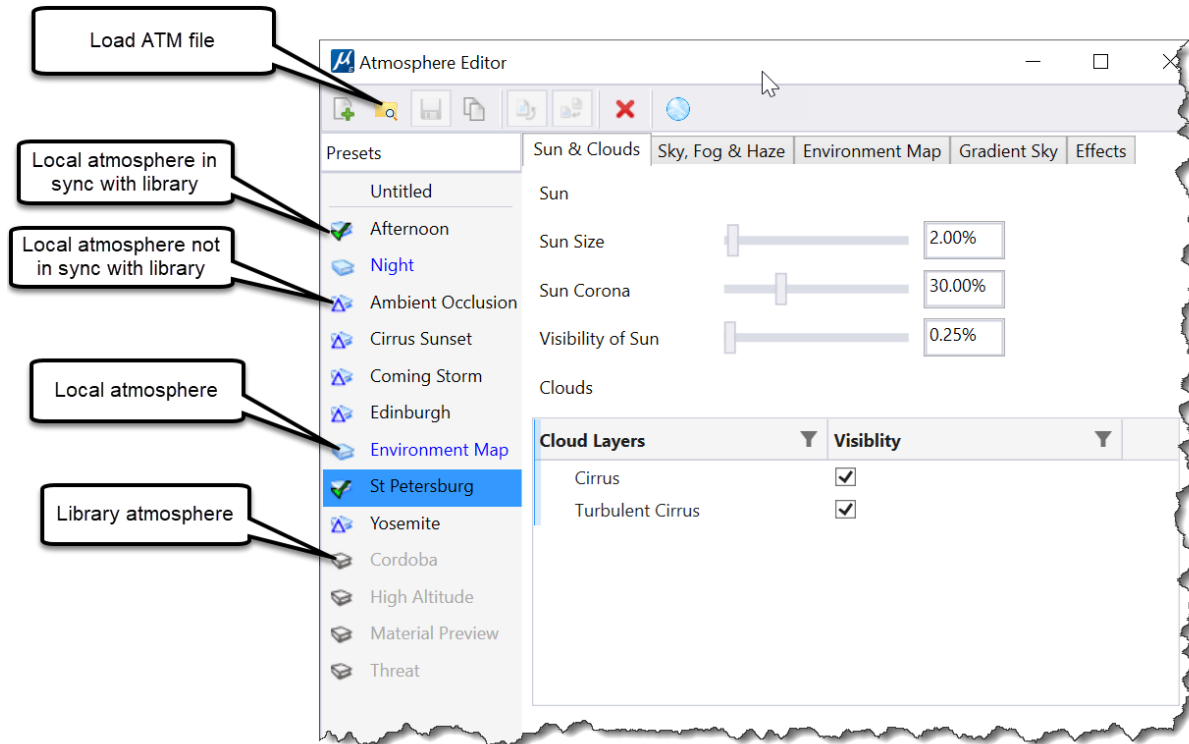 Load ATM file
Atmosphere Editor
Presets
Sun & Clouds
Sky, Fog & Haze
Environment Map
Gradient Sky
Effects
Local atmosphere in
sync with library
Local atmosphere not
in sync with library
Local atmosphere
Library atmosphere
Untitled
Afternoon
Night
Ambient Occlusion
Cirrus Sunset
Coming Storm
Edinburgh
Environment Map
St Petersburg
Yosemite
Cordoba
High Altitude
Material Preview
Threat
Sun
Sun Size
2.00%
Sun Corona
30.00%
Visibility of Sun
0.25%
Clouds
Cloud Layers
Visiblity
Cirrus
Turbulent Cirrus